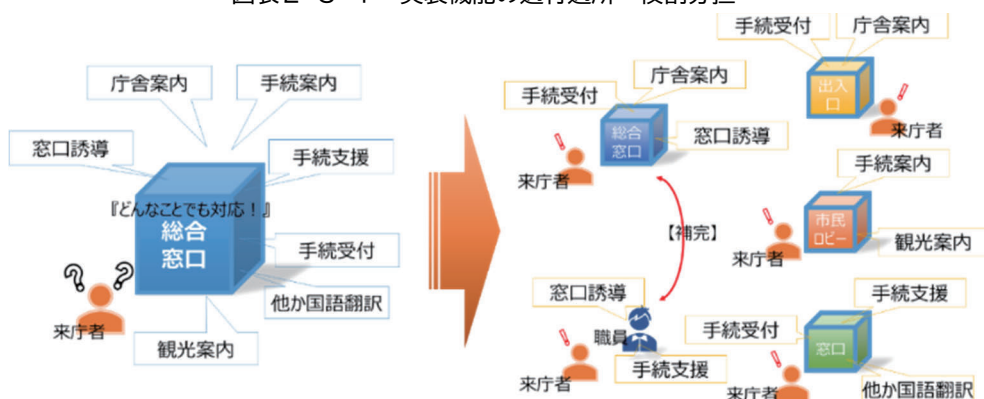 庁舎案内
手続案内
窓口誘導
手続支援
『どんなことでも対応！』
総合
窓口
手続受付
他か国語翻訳
観光案内
? ?
来庁者
手続受付
庁舎案内
総合
窓口
窓口誘導
!
来庁者
【補完】
窓口誘導
職員
手続支援
!
来庁者
手続受付
庁舎案内
出入
口
!
来庁者
手続案内
市民
ロビー
観光案内
!
来庁者
手続支援
手続受付
窓口
他か国語翻訳
!
来庁者